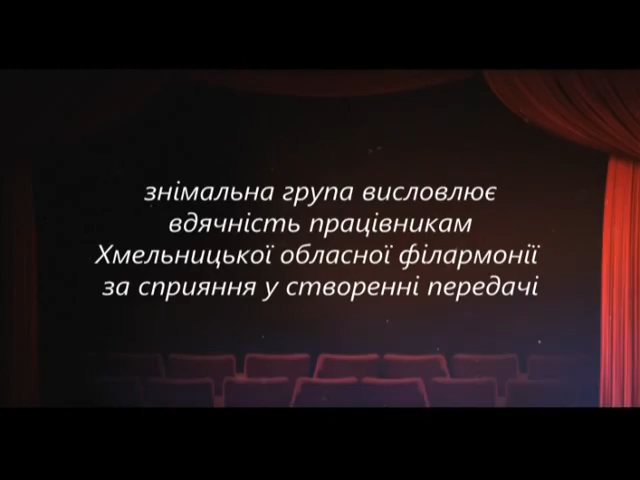 знімальна група висловлює
вдячність працівникам
Хмельницької обласної філармонії
за сприяння у створенні передачі